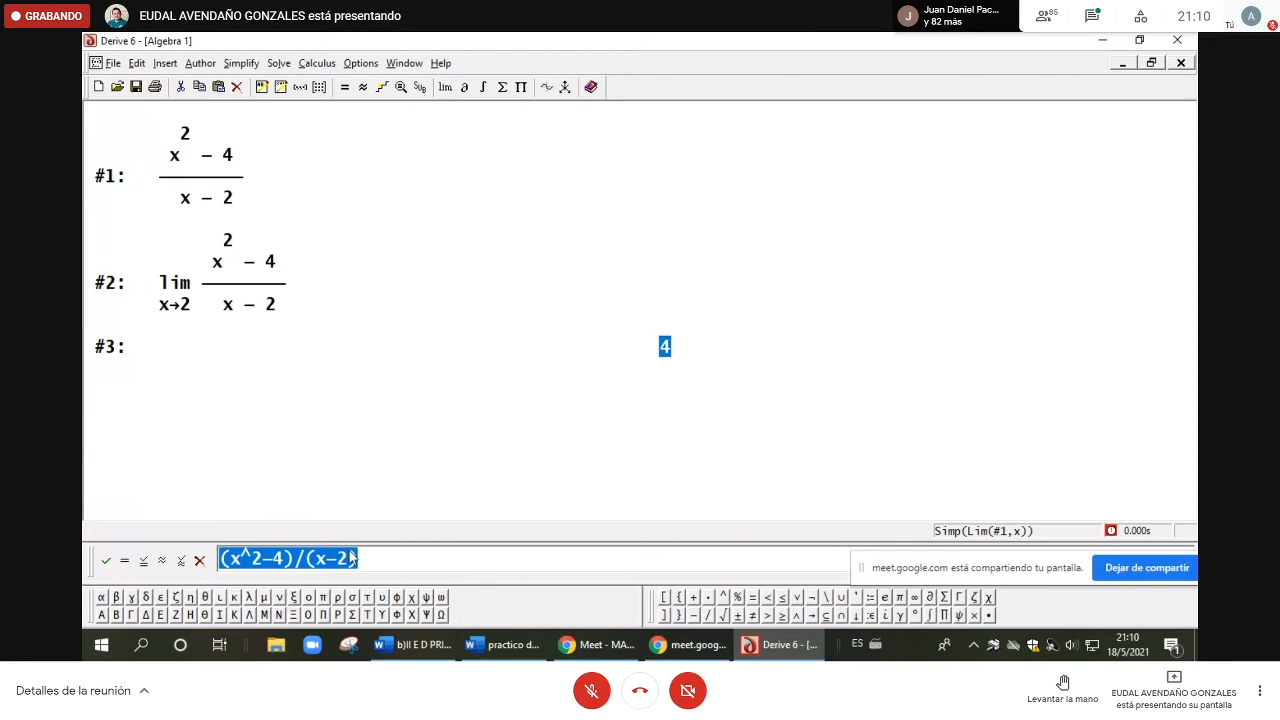 GRABANDO
EUDAL AVENDAÑO GONZALES está presentando
Juan Daniel Pac...
y 82 más
85
21:10
A
Tú
Derive 6 - [Algebra 1]
File Edit Insert Author Simplify Solve Calculus Options Window Help
= ≈ lim ∂ ∫ Σ Π
2
x − 4
#1:
x − 2
2
x − 4
#2: lim
x→2 x − 2
#3: 4
Simp(Lim(#1,x)) 0.000s
(x^2−4)/(x−2)
meet.google.com está compartiendo tu pantalla. Dejar de compartir
α β γ δ ε ζ η θ ι κ λ μ ν ξ ο π ρ σ τ υ φ χ ψ ω
[ { + · ^ % = < ≤ ∨ ¬ \ ∪ ' := e π ∞ ∂ Σ Γ ζ χ
Α Β Γ Δ Ε Ζ Η Θ Ι Κ Λ Μ Ν Ξ Ο Π Ρ Σ Τ Υ Φ Χ Ψ Ω
] } − / √ ± ≠ > ≥ ∧ → ⊆ ∩ ↓ :∈ i γ ° ∫ Π ψ × •
b)II E D PRI... practico d... Meet - MA... meet.goog... Derive 6 - [... ES
21:10
18/5/2021
1
Detalles de la reunión
Levantar la mano
EUDAL AVENDAÑO GONZALES
está presentando su pantalla